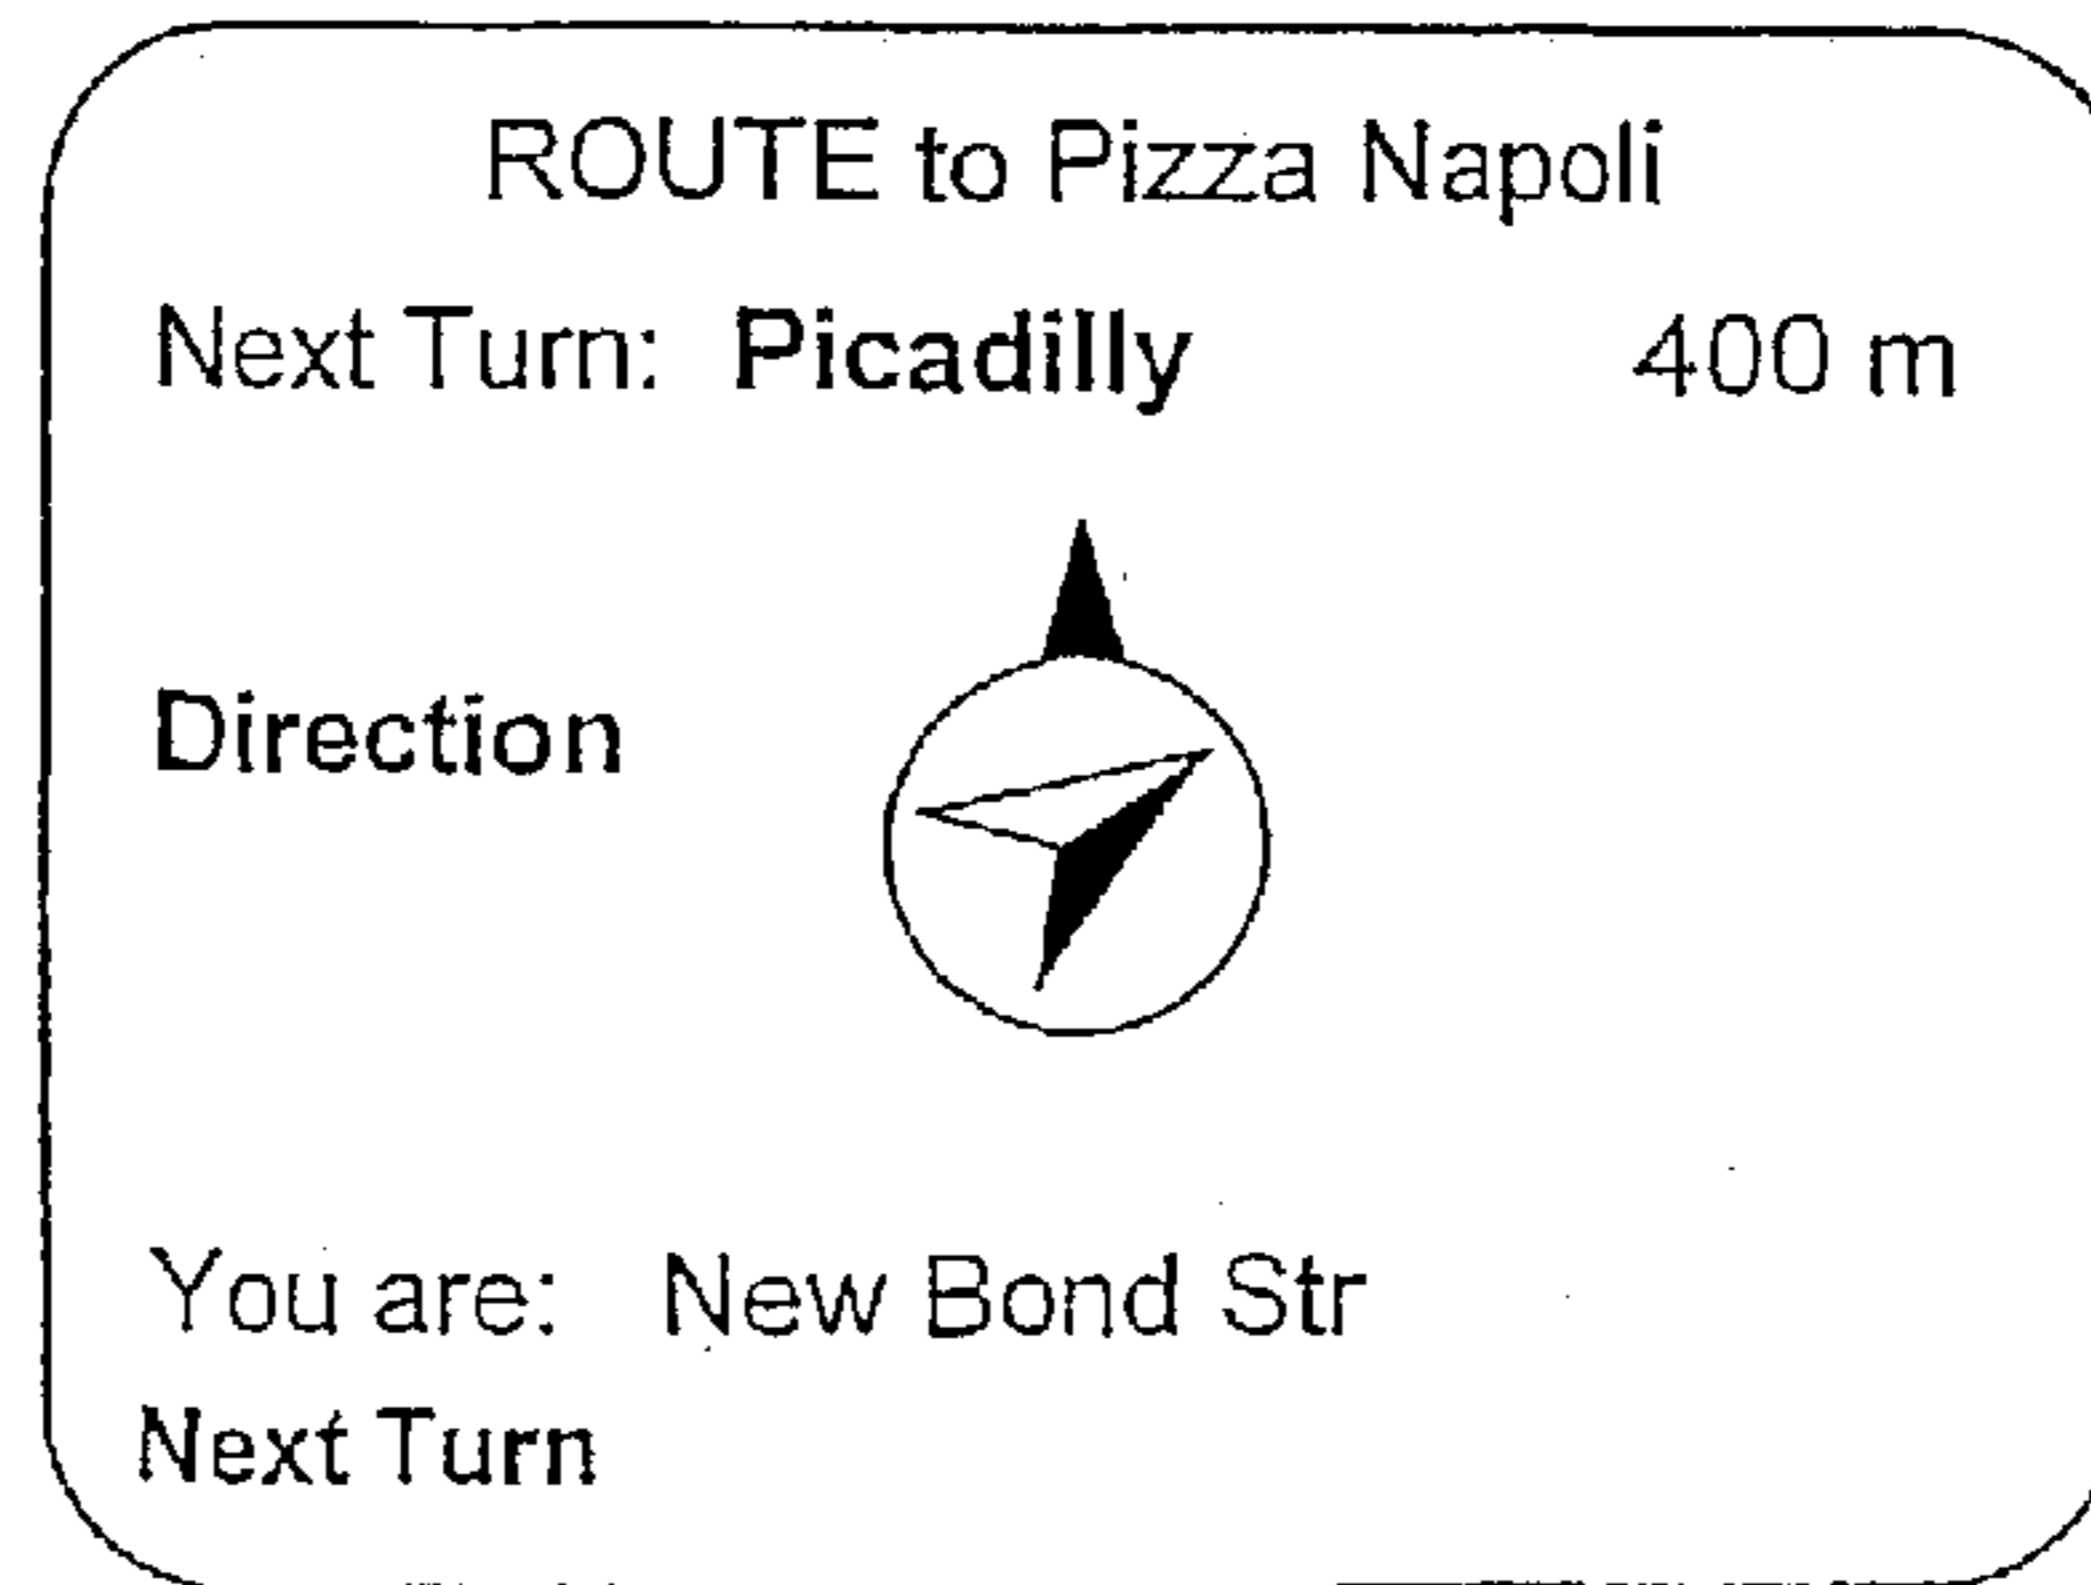 ROUTE to Pizza Napoli
Next Turn: Picadilly 400 m
Direction
You are: New Bond Str
Next Turn